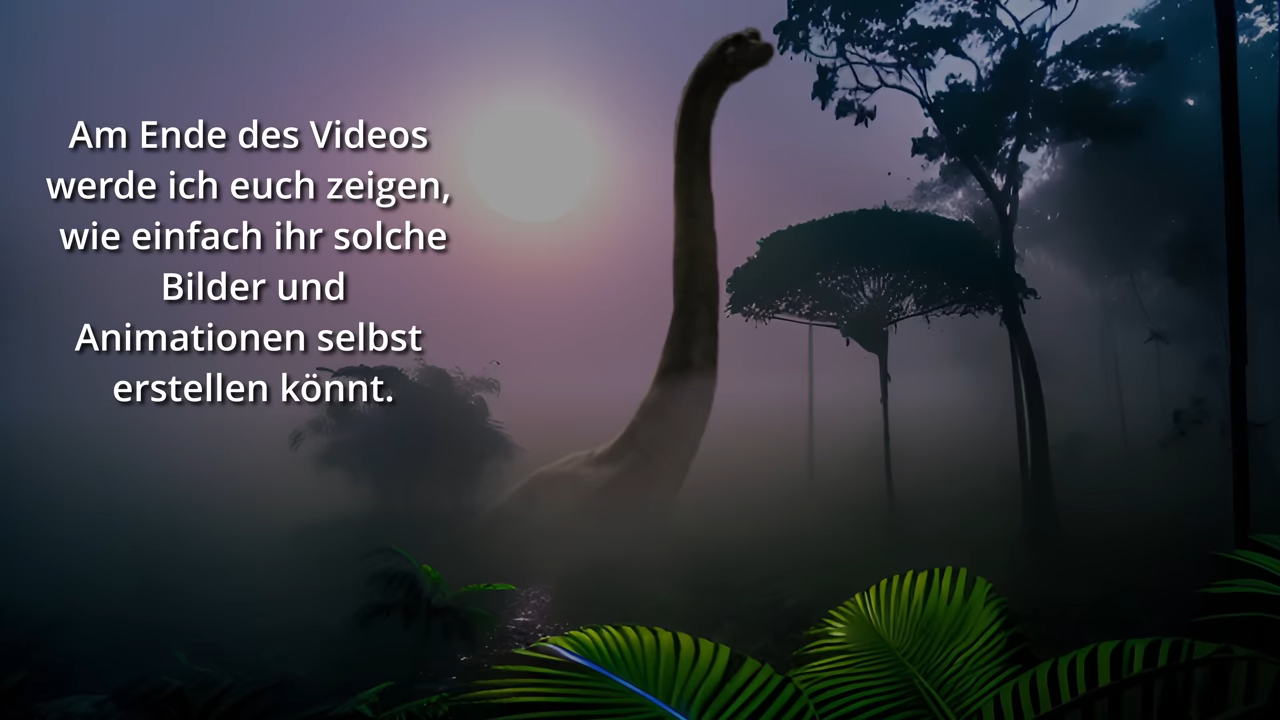 Am Ende des Videos
werde ich euch zeigen,
wie einfach ihr solche
Bilder und
Animationen selbst
erstellen könnt.